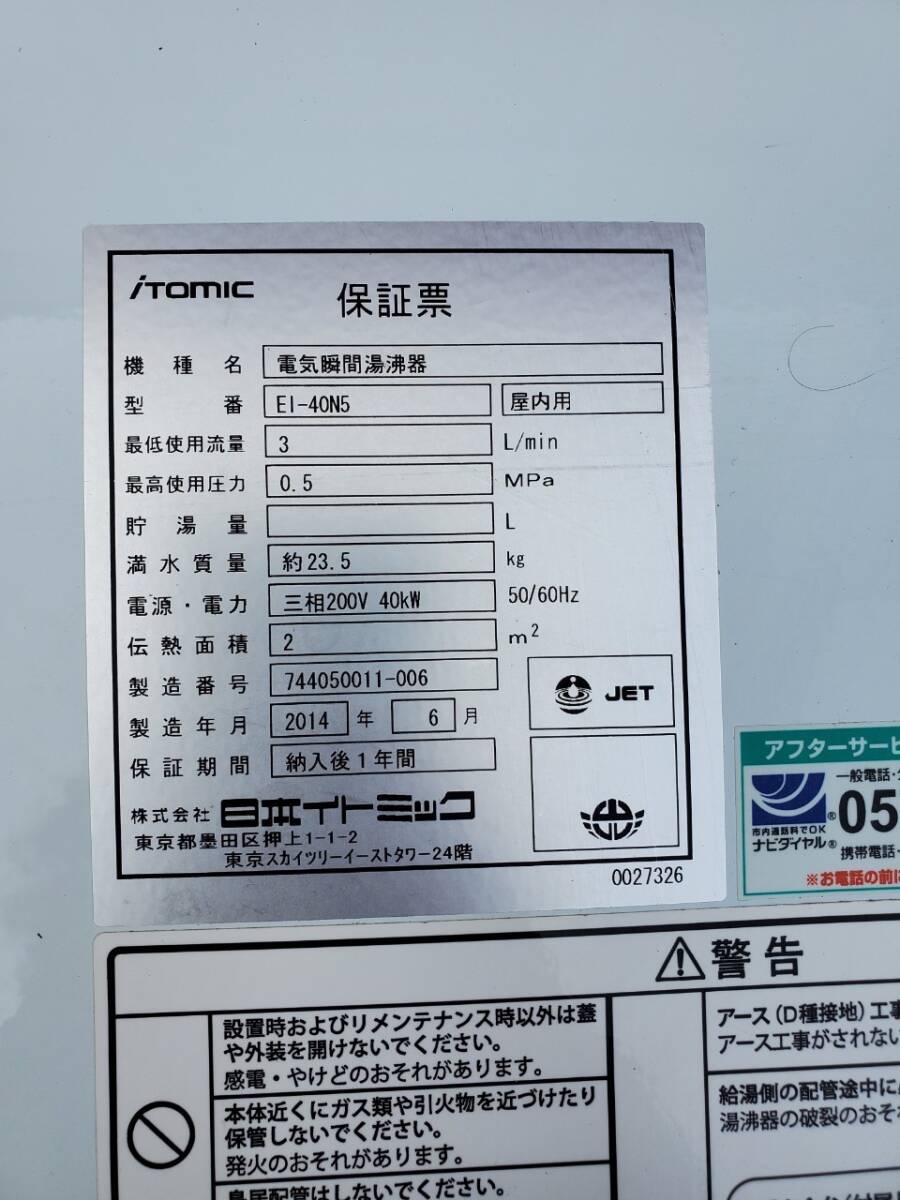 iTOMIC 保証票
機種名 電気瞬間湯沸器
型番 EI-40N5 屋内用
最低使用流量 3 L/min
最高使用圧力 0.5 MPa
貯湯量 L
満水質量 約23.5 kg
電源・電力 三相200V 40kW 50/60Hz
伝熱面積 2 m²
製造番号 744050011-006
製造年月 2014 年 6 月
保証期間 納入後1年間
JET
株式会社 日本イトミック
東京都墨田区押上1-1-2
東京スカイツリーイーストタワー24階
0027326
アフターサービ
一般電話・
05
市内通話料でOK
ナビダイヤル®
携帯電話・
※お電話の前に
⚠警告
設置時およびリメンテナンス時以外は蓋
や外装を開けないでください。
感電・やけどのおそれがあります。
本体近くにガス類や引火物を近づけたり
保管しないでください。
発火のおそれがあります。
鳥居配管はしないでください。
アース（D種接地）工事
アース工事がされない
給湯側の配管途中に
湯沸器の破裂のおそれ